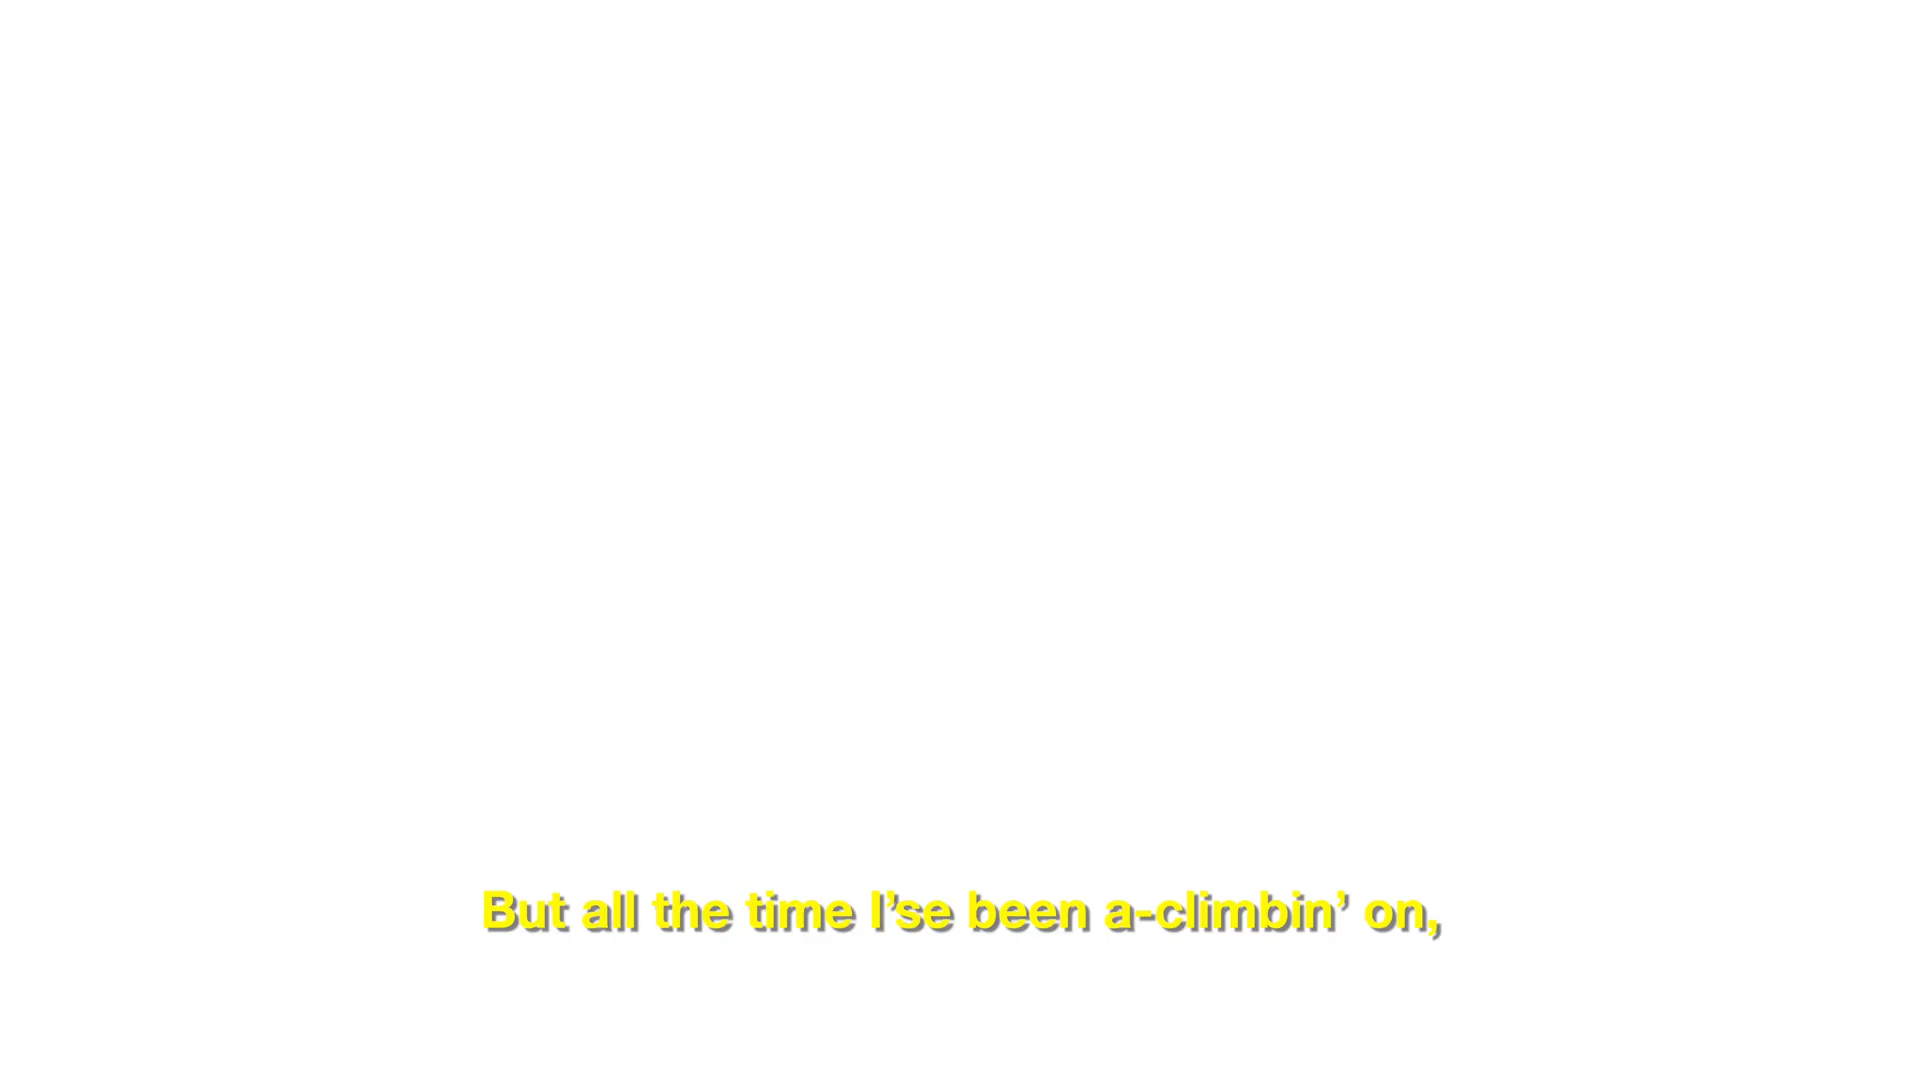 But all the time I’se been a-climbin’ on,